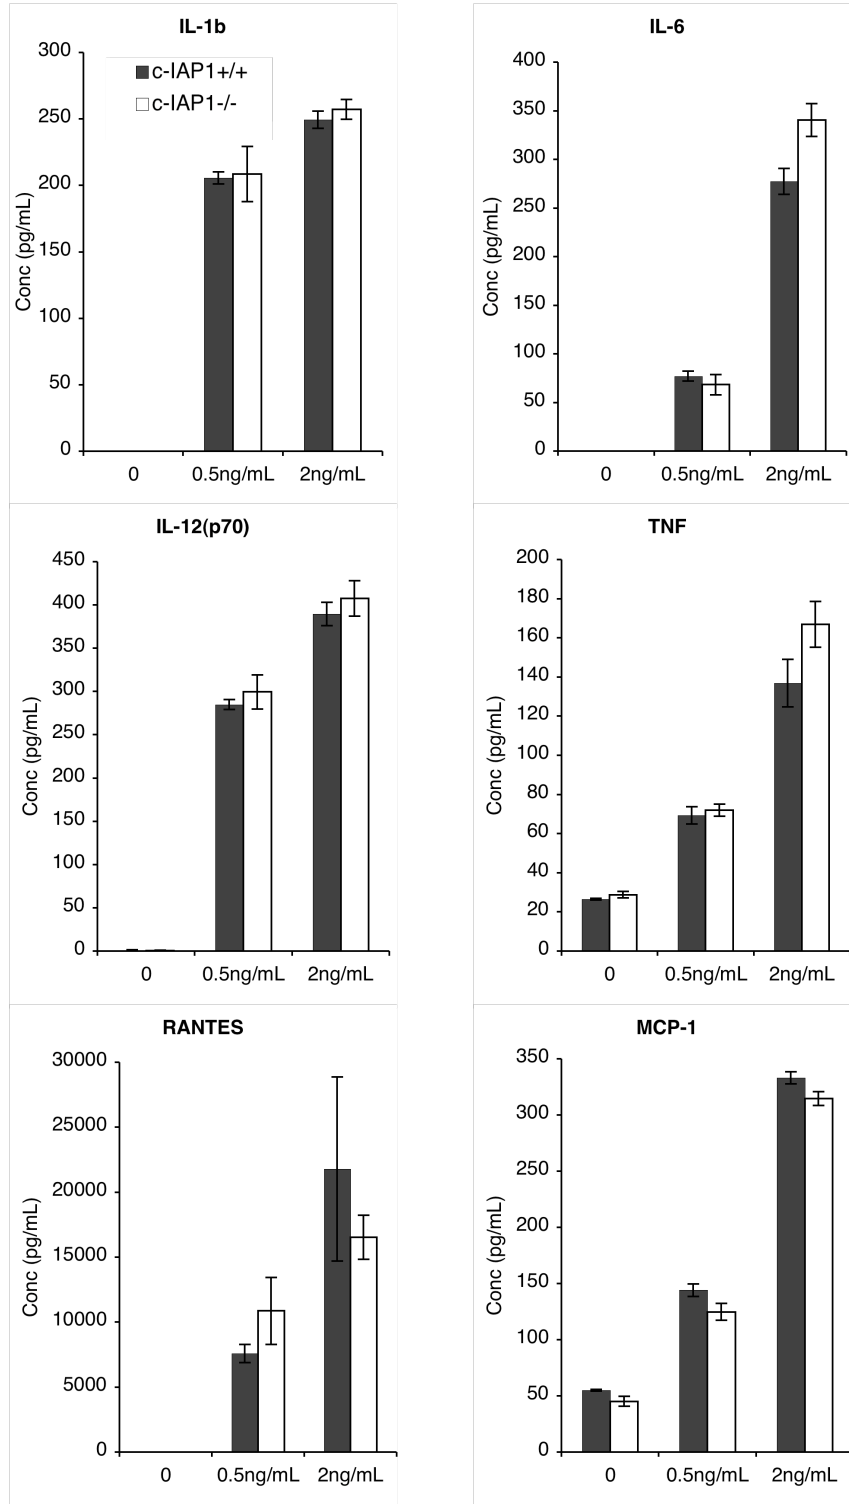 IL-1b
300
250
200
150
100
50
0
Conc (pg/mL)
c-IAP1+/+
c-IAP1-/-
0 0.5ng/mL 2ng/mL
IL-6
400
350
300
250
200
150
100
50
0
Conc (pg/mL)
0 0.5ng/mL 2ng/mL
IL-12(p70)
450
400
350
300
250
200
150
100
50
0
Conc (pg/mL)
0 0.5ng/mL 2ng/mL
TNF
200
180
160
140
120
100
80
60
40
20
0
Conc (pg/mL)
0 0.5ng/mL 2ng/mL
RANTES
30000
25000
20000
15000
10000
5000
0
Conc (pg/mL)
0 0.5ng/mL 2ng/mL
MCP-1
350
300
250
200
150
100
50
0
Conc (pg/mL)
0 0.5ng/mL 2ng/mL